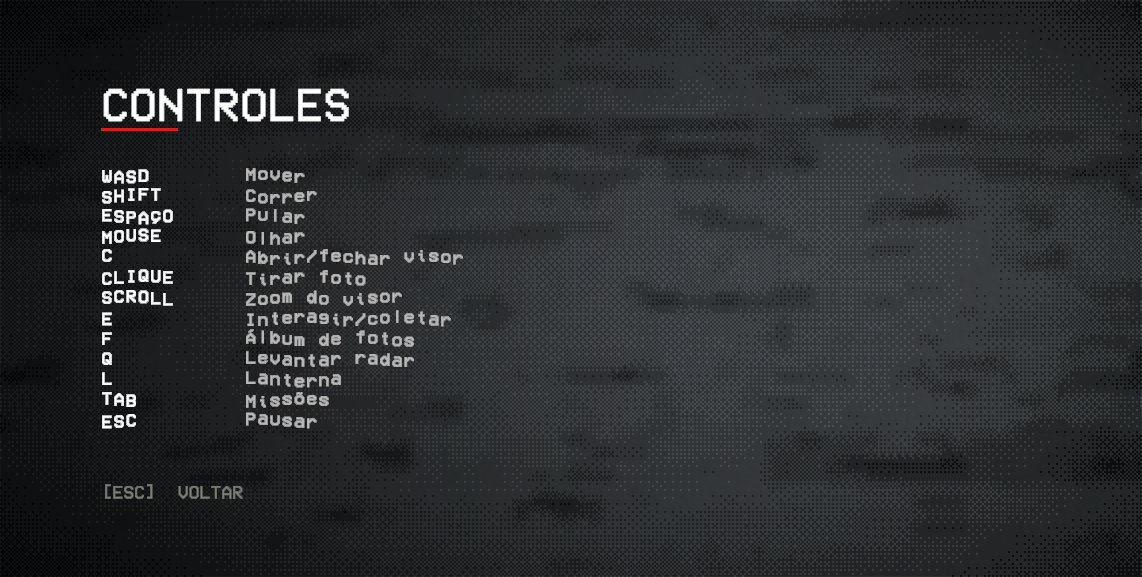 CONTROLES
WASD Mover
SHIFT Correr
ESPAÇO Pular
MOUSE Olhar
C Abrir/fechar visor
CLIQUE Tirar foto
SCROLL Zoom do visor
E Interagir/coletar
F Álbum de fotos
Q Levantar radar
L Lanterna
TAB Missões
ESC Pausar
[ESC] VOLTAR